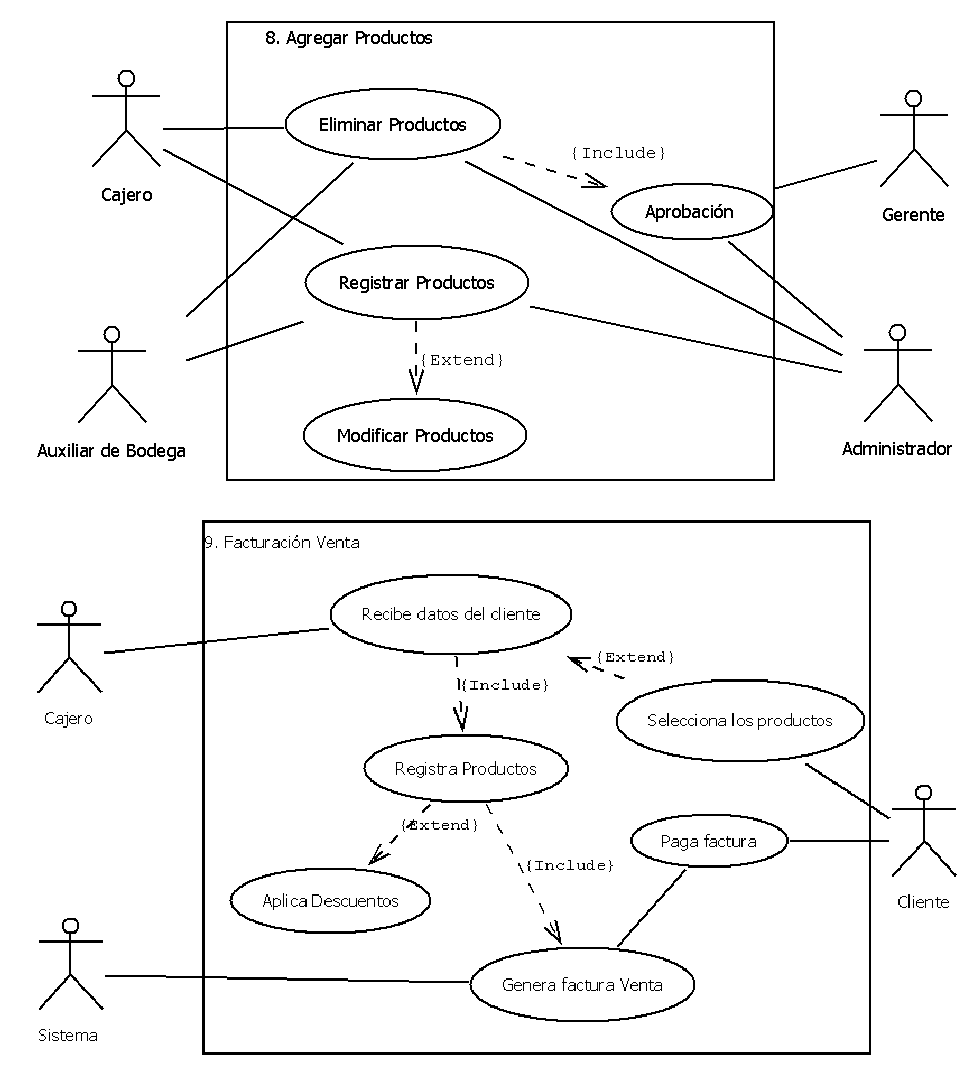 8. Agregar Productos
Eliminar Productos
{Include}
Aprobación
Cajero
Gerente
Registrar Productos
{Extend}
Modificar Productos
Auxiliar de Bodega
Administrador
9. Facturación Venta
Recibe datos del cliente
{Extend}
{Include}
Cajero
Selecciona los productos
Registra Productos
{Extend}
Paga factura
{Include}
Aplica Descuentos
Cliente
Genera factura Venta
Sistema